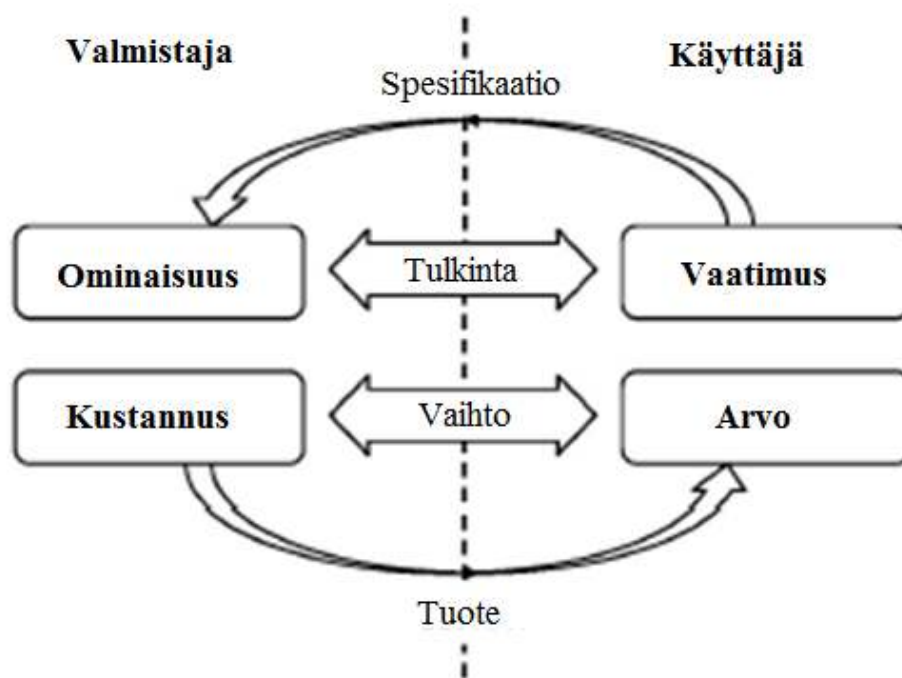 Valmistaja
Käyttäjä
Spesifikaatio
Ominaisuus
Tulkinta
Vaatimus
Kustannus
Vaihto
Arvo
Tuote